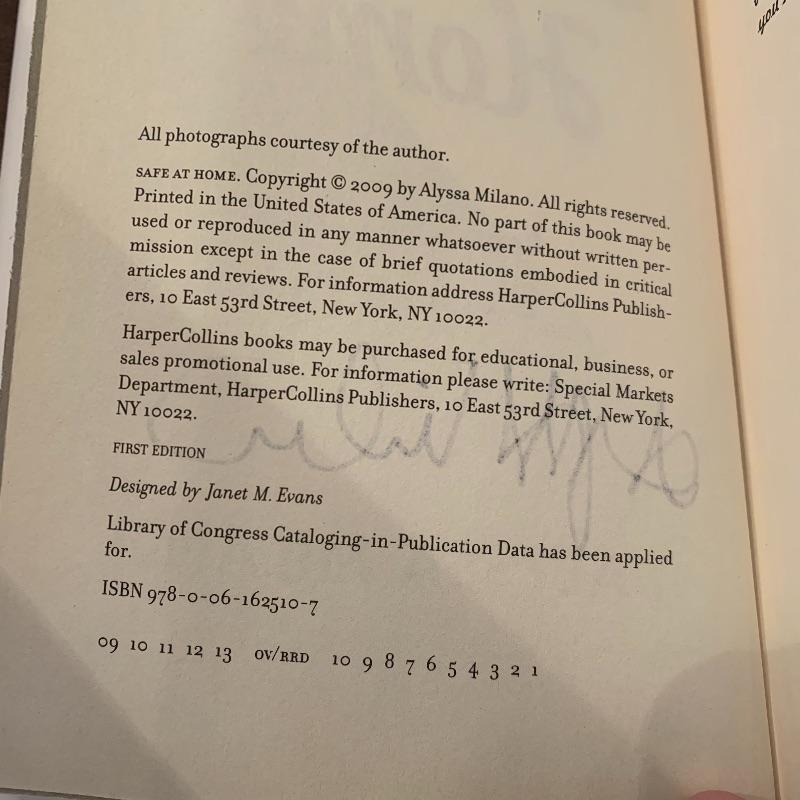 you
All photographs courtesy of the author.
SAFE AT HOME. Copyright © 2009 by Alyssa Milano. All rights reserved.
Printed in the United States of America. No part of this book may be
used or reproduced in any manner whatsoever without written per-
mission except in the case of brief quotations embodied in critical
articles and reviews. For information address HarperCollins Publish-
ers, 10 East 53rd Street, New York, NY 10022.
HarperCollins books may be purchased for educational, business, or
sales promotional use. For information please write: Special Markets
Department, HarperCollins Publishers, 10 East 53rd Street, New York,
NY 10022.
FIRST EDITION
Designed by Janet M. Evans
Library of Congress Cataloging-in-Publication Data has been applied
for.
ISBN 978-0-06-162510-7
09 10 11 12 13 OV/RRD 10 9 8 7 6 5 4 3 2 1